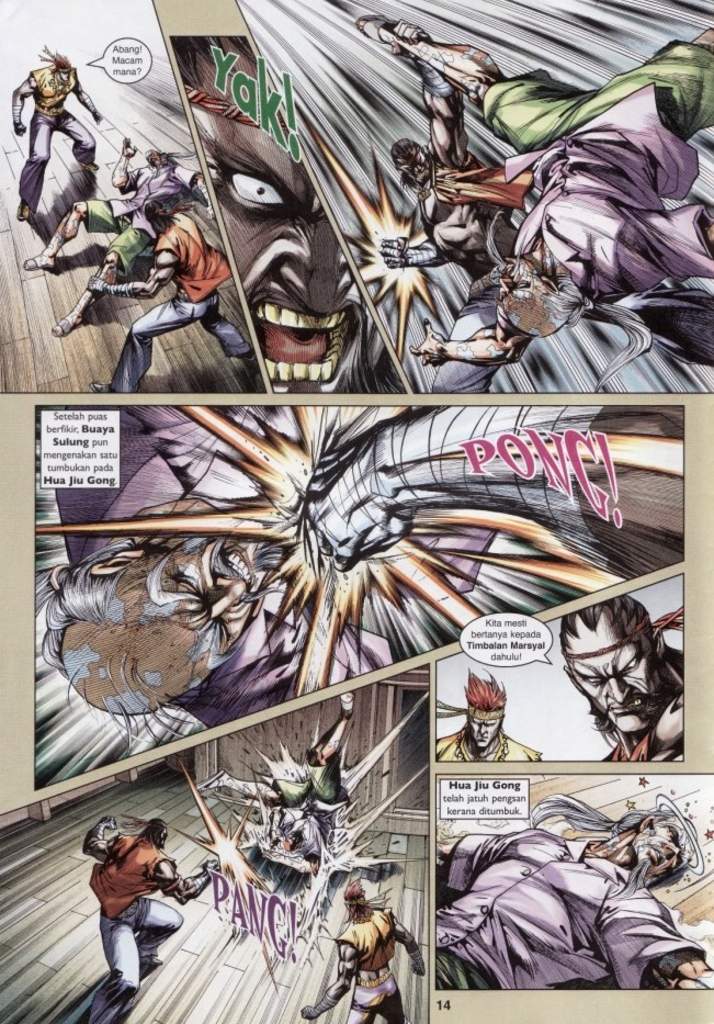 Abang!
Macam
mana?
Yak!
Setelah puas
berfikir, Buaya
Sulung pun
mengenakan satu
tumbukan pada
Hua Jiu Gong.
PONG!
Kita mesti
bertanya kepada
Timbalan Marsyal
dahulu!
PANG!
Hua Jiu Gong
telah jatuh pengsan
kerana ditumbuk.
14